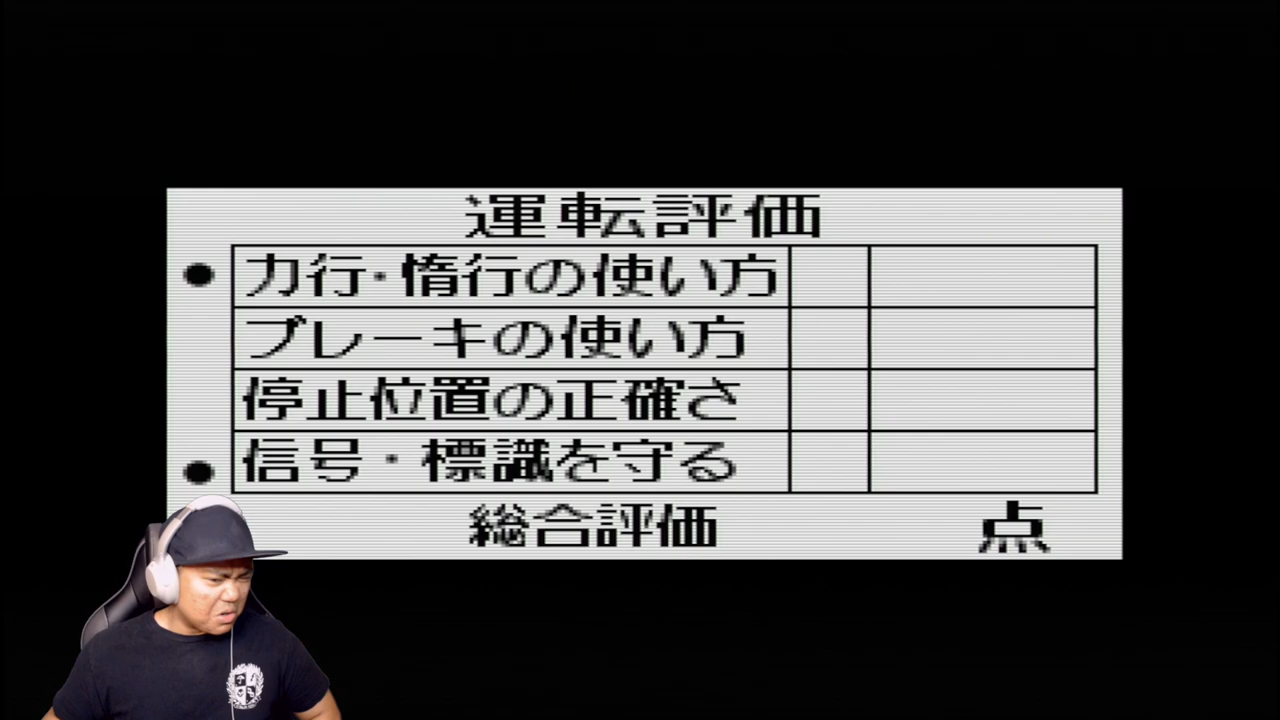 運転評価
力行・惰行の使い方
ブレーキの使い方
停止位置の正確さ
信号・標識を守る
総合評価 点